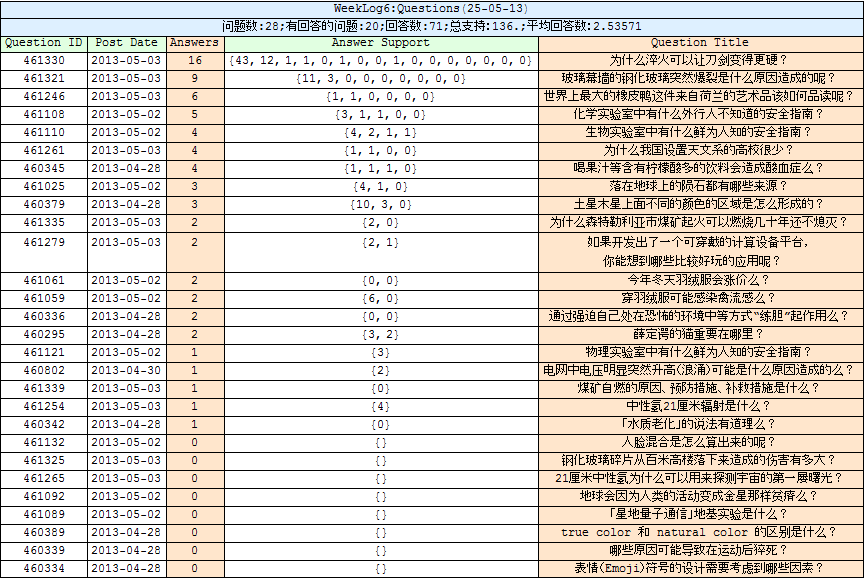 WeekLog6:Questions(25-05-13)
问题数:28;有回答的问题:20;回答数:71;总支持:136.;平均回答数:2.53571
Question ID Post Date Answers Answer Support Question Title
461330 2013-05-03 16 {43, 12, 1, 1, 0, 1, 0, 0, 1, 0, 0, 0, 0, 0, 0, 0} 为什么淬火可以让刀剑变得更硬？
461321 2013-05-03 9 {11, 3, 0, 0, 0, 0, 0, 0, 0} 玻璃幕墙的钢化玻璃突然爆裂是什么原因造成的呢？
461246 2013-05-03 6 {1, 1, 0, 0, 0, 0} 世界上最大的橡皮鸭这件来自荷兰的艺术品该如何品读呢？
461108 2013-05-02 5 {3, 1, 1, 0, 0} 化学实验室中有什么外行人不知道的安全指南？
461110 2013-05-02 4 {4, 2, 1, 1} 生物实验室中有什么鲜为人知的安全指南？
461261 2013-05-03 4 {1, 1, 0, 0} 为什么我国设置天文系的高校很少？
460345 2013-04-28 4 {1, 1, 1, 0} 喝果汁等含有柠檬酸多的饮料会造成酸血症么？
461025 2013-05-02 3 {4, 1, 0} 落在地球上的陨石都有哪些来源？
460379 2013-04-28 3 {10, 3, 0} 土星木星上面不同的颜色的区域是怎么形成的？
461335 2013-05-03 2 {2, 0} 为什么森特勒利亚市煤矿起火可以燃烧几十年还不熄灭？
461279 2013-05-03 2 {2, 1} 如果开发出了一个可穿戴的计算设备平台，
你能想到哪些比较好玩的应用呢？
461061 2013-05-02 2 {0, 0} 今年冬天羽绒服会涨价么？
461059 2013-05-02 2 {6, 0} 穿羽绒服可能感染禽流感么？
460336 2013-04-28 2 {0, 0} 通过强迫自己处在恐怖的环境中等方式“练胆”起作用么？
460295 2013-04-28 2 {3, 2} 薛定谔的猫重要在哪里？
461121 2013-05-02 1 {3} 物理实验室中有什么鲜为人知的安全指南？
460802 2013-04-30 1 {2} 电网中电压明显突然升高(浪涌)可能是什么原因造成的么？
461339 2013-05-03 1 {0} 煤矿自燃的原因、预防措施、补救措施是什么？
461254 2013-05-03 1 {4} 中性氢21厘米辐射是什么？
460342 2013-04-28 1 {0} 「水质老化」的说法有道理么？
461132 2013-05-02 0 {} 人脸混合是怎么算出来的呢？
461325 2013-05-03 0 {} 钢化玻璃碎片从百米高楼落下来造成的伤害有多大？
461265 2013-05-03 0 {} 21厘米中性氢为什么可以用来探测宇宙的第一屡曙光？
461092 2013-05-02 0 {} 地球会因为人类的活动变成金星那样贫瘠么？
461089 2013-05-02 0 {} 「星地量子通信」地基实验是什么？
460389 2013-04-28 0 {} true color 和 natural color 的区别是什么？
460339 2013-04-28 0 {} 哪些原因可能导致在运动后猝死？
460334 2013-04-28 0 {} 表情(Emoji)符号的设计需要考虑到哪些因素？